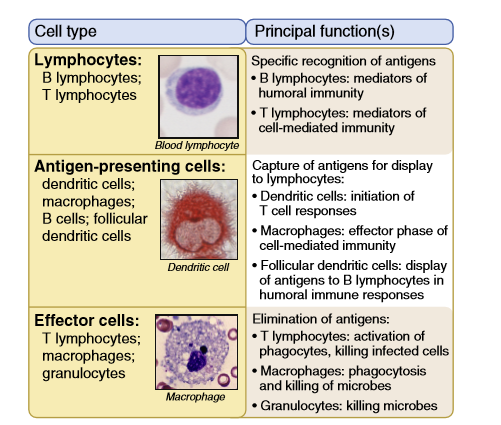 Cell type
Principal function(s)
Lymphocytes:
B lymphocytes;
T lymphocytes
Blood lymphocyte
Specific recognition of antigens
• B lymphocytes: mediators of
humoral immunity
• T lymphocytes: mediators of
cell-mediated immunity
Antigen-presenting cells:
dendritic cells;
macrophages;
B cells; follicular
dendritic cells
Dendritic cell
Capture of antigens for display
to lymphocytes:
• Dendritic cells: initiation of
T cell responses
• Macrophages: effector phase of
cell-mediated immunity
• Follicular dendritic cells: display
of antigens to B lymphocytes in
humoral immune responses
Effector cells:
T lymphocytes;
macrophages;
granulocytes
Macrophage
Elimination of antigens:
• T lymphocytes: activation of
phagocytes, killing infected cells
• Macrophages: phagocytosis
and killing of microbes
• Granulocytes: killing microbes